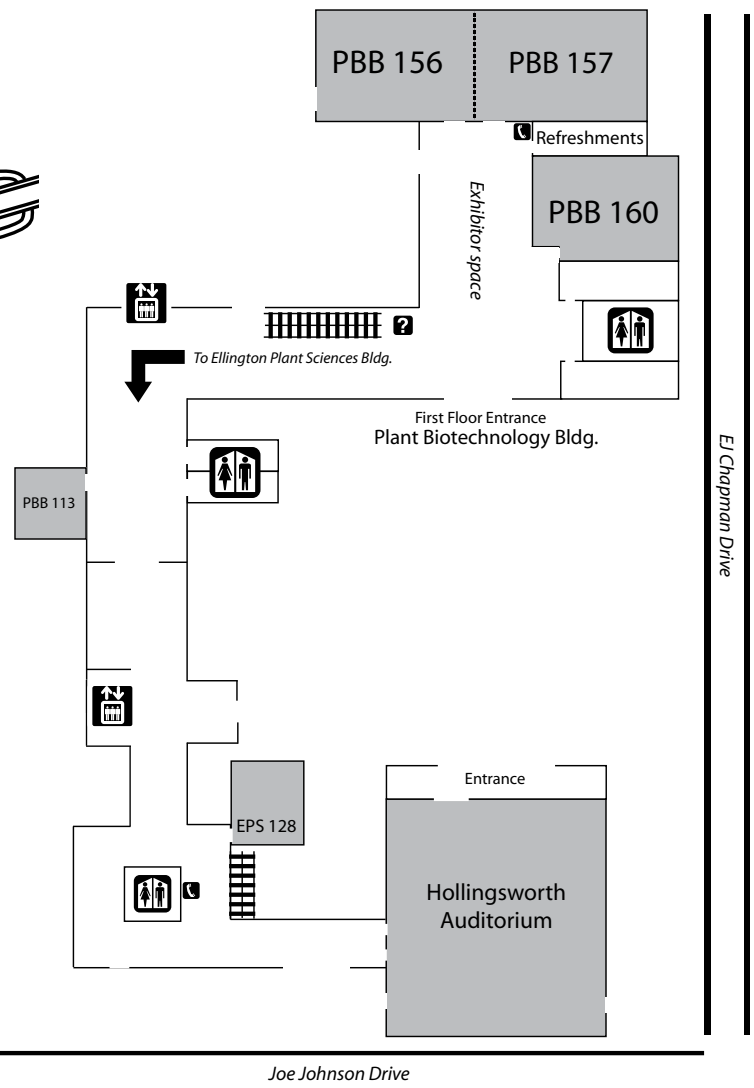 PBB 156
PBB 157
Refreshments
PBB 160
Exhibitor space
?
To Ellington Plant Sciences Bldg.
First Floor Entrance
Plant Biotechnology Bldg.
EJ Chapman Drive
PBB 113
Entrance
EPS 128
Hollingsworth
Auditorium
Joe Johnson Drive